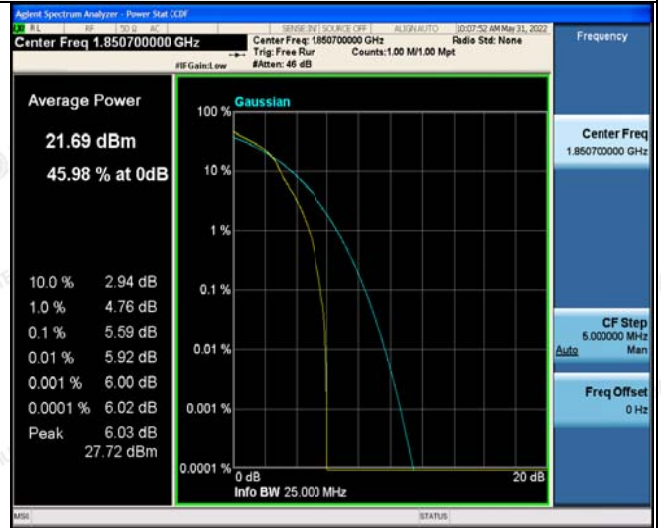 Agilent Spectrum Analyzer - Power Stat CCDF
RL RF 50 Ω AC SENSE:INT SOURCE OFF ALIGN AUTO 10:07:52 AM May 31, 2022
Center Freq 1.850700000 GHz
Center Freq: 1.850700000 GHz Radio Std: None
Trig: Free Run Counts:1.00 M/1.00 Mpt
#IFGain:Low #Atten: 46 dB
Frequency
Average Power
21.69 dBm
45.98 % at 0dB
10.0 % 2.94 dB
1.0 % 4.76 dB
0.1 % 5.59 dB
0.01 % 5.92 dB
0.001 % 6.00 dB
0.0001 % 6.02 dB
Peak 6.03 dB
27.72 dBm
Gaussian
100 %
10 %
1 %
0.1 %
0.01 %
0.001 %
0.0001 %
0 dB 20 dB
Info BW 25.000 MHz
Center Freq
1.850700000 GHz
CF Step
5.000000 MHz
Auto Man
Freq Offset
0 Hz
MSG STATUS